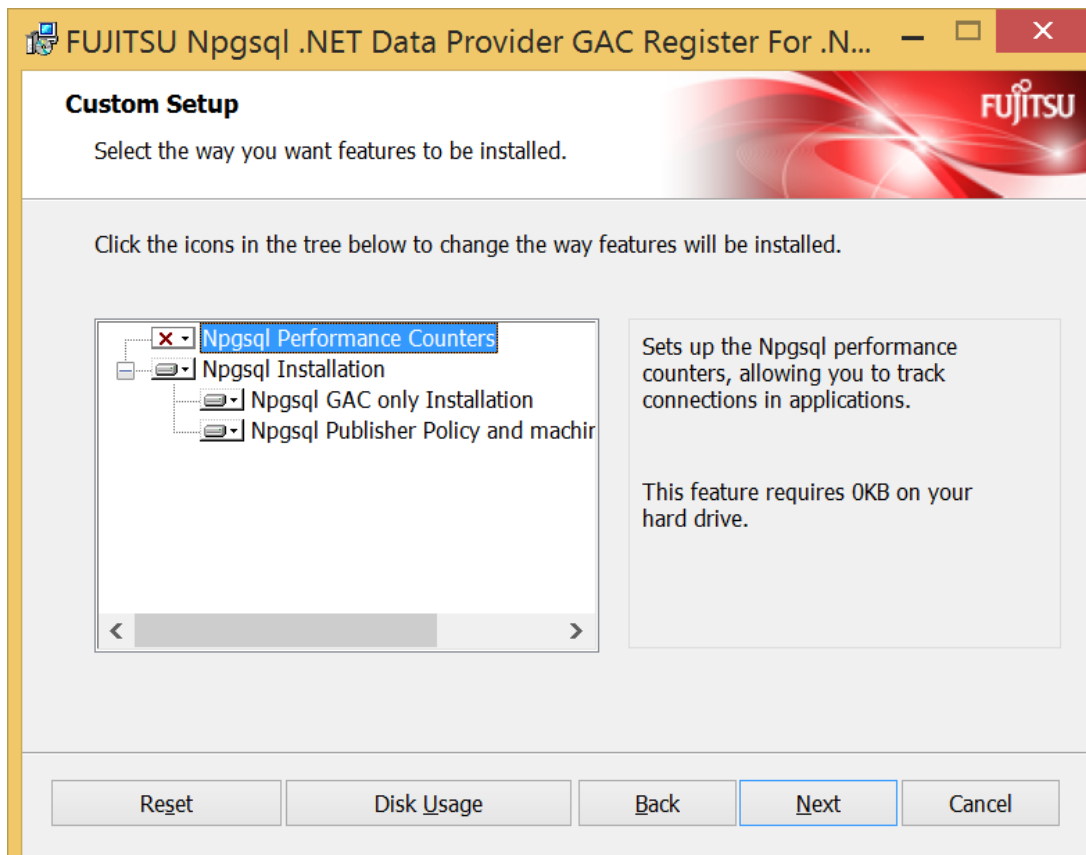 FUJITSU Npgsql .NET Data Provider GAC Register For .N...
Custom Setup
FUJITSU
Select the way you want features to be installed.
Click the icons in the tree below to change the way features will be installed.
Npgsql Performance Counters
Npgsql Installation
Npgsql GAC only Installation
Npgsql Publisher Policy and machin
Sets up the Npgsql performance
counters, allowing you to track
connections in applications.
This feature requires 0KB on your
hard drive.
Reset
Disk Usage
Back
Next
Cancel